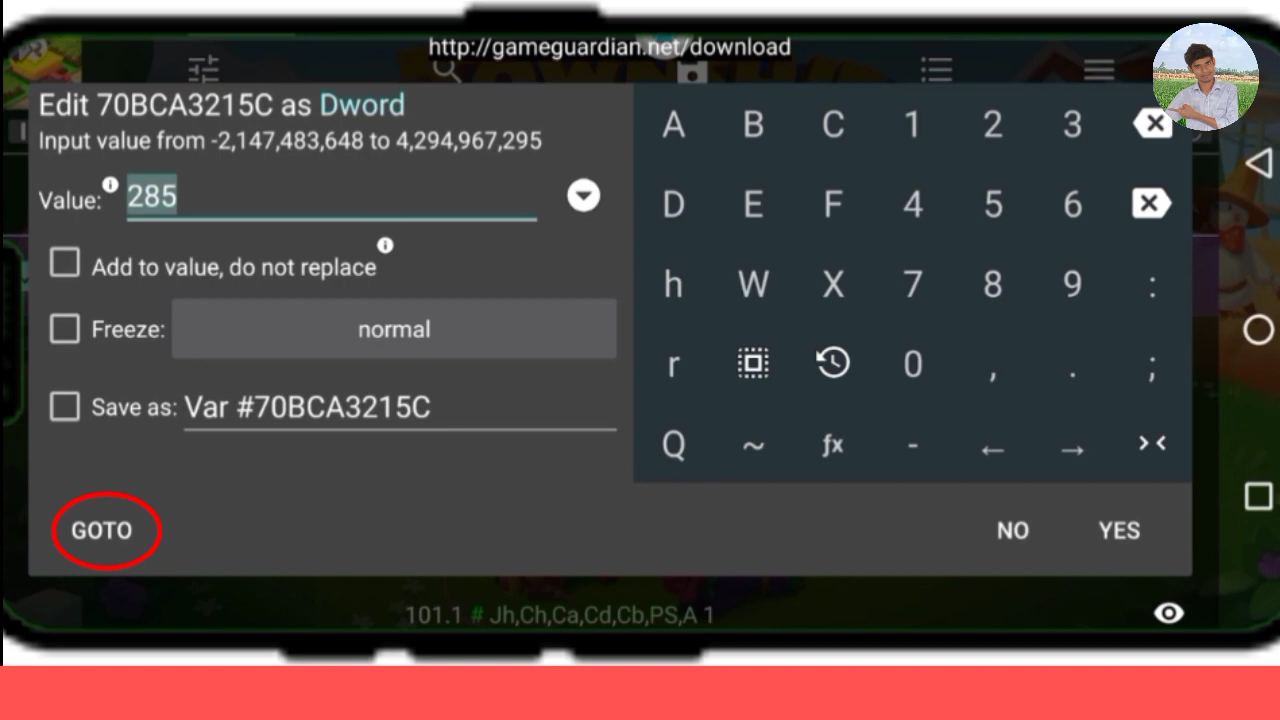 http://gameguardian.net/download
Edit 70BCA3215C as Dword
Input value from -2,147,483,648 to 4,294,967,295
Value: 285
Add to value, do not replace
Freeze: normal
Save as: Var #70BCA3215C
GOTO
NO
YES
A B C 1 2 3
D E F 4 5 6
h W X 7 8 9 :
r 0 , . ;
Q ~ ƒx - ← → ><
101.1 # Jh,Ch,Ca,Cd,Cb,PS,A 1